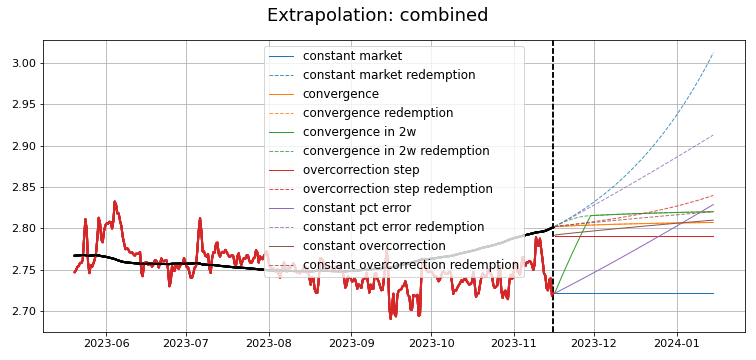 Extrapolation: combined
constant market
constant market redemption
convergence
convergence redemption
convergence in 2w
convergence in 2w redemption
overcorrection step
overcorrection step redemption
constant pct error
constant pct error redemption
constant overcorrection
constant overcorrection redemption
3.00
2.95
2.90
2.85
2.80
2.75
2.70
2023-06 2023-07 2023-08 2023-09 2023-10 2023-11 2023-12 2024-01